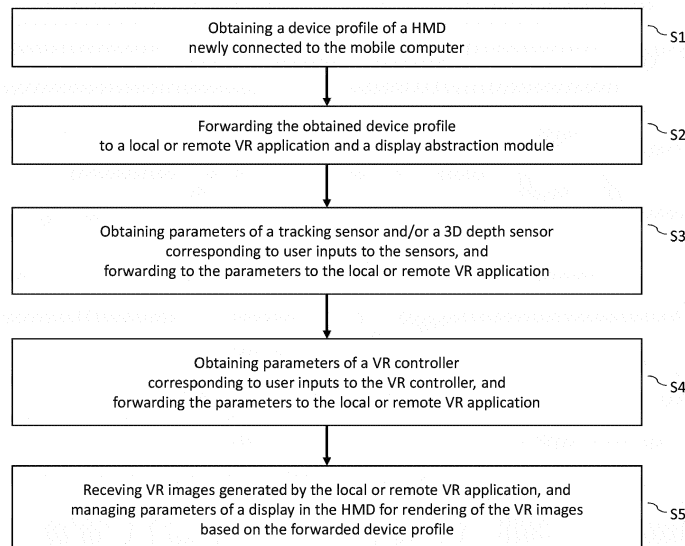 Obtaining a device profile of a HMD
newly connected to the mobile computer
S1
Forwarding the obtained device profile
to a local or remote VR application and a display abstraction module
S2
Obtaining parameters of a tracking sensor and/or a 3D depth sensor
corresponding to user inputs to the sensors, and
forwarding to the parameters to the local or remote VR application
S3
Obtaining parameters of a VR controller
corresponding to user inputs to the VR controller, and
forwarding the parameters to the local or remote VR application
S4
Receving VR images generated by the local or remote VR application, and
managing parameters of a display in the HMD for rendering of the VR images
based on the forwarded device profile
S5